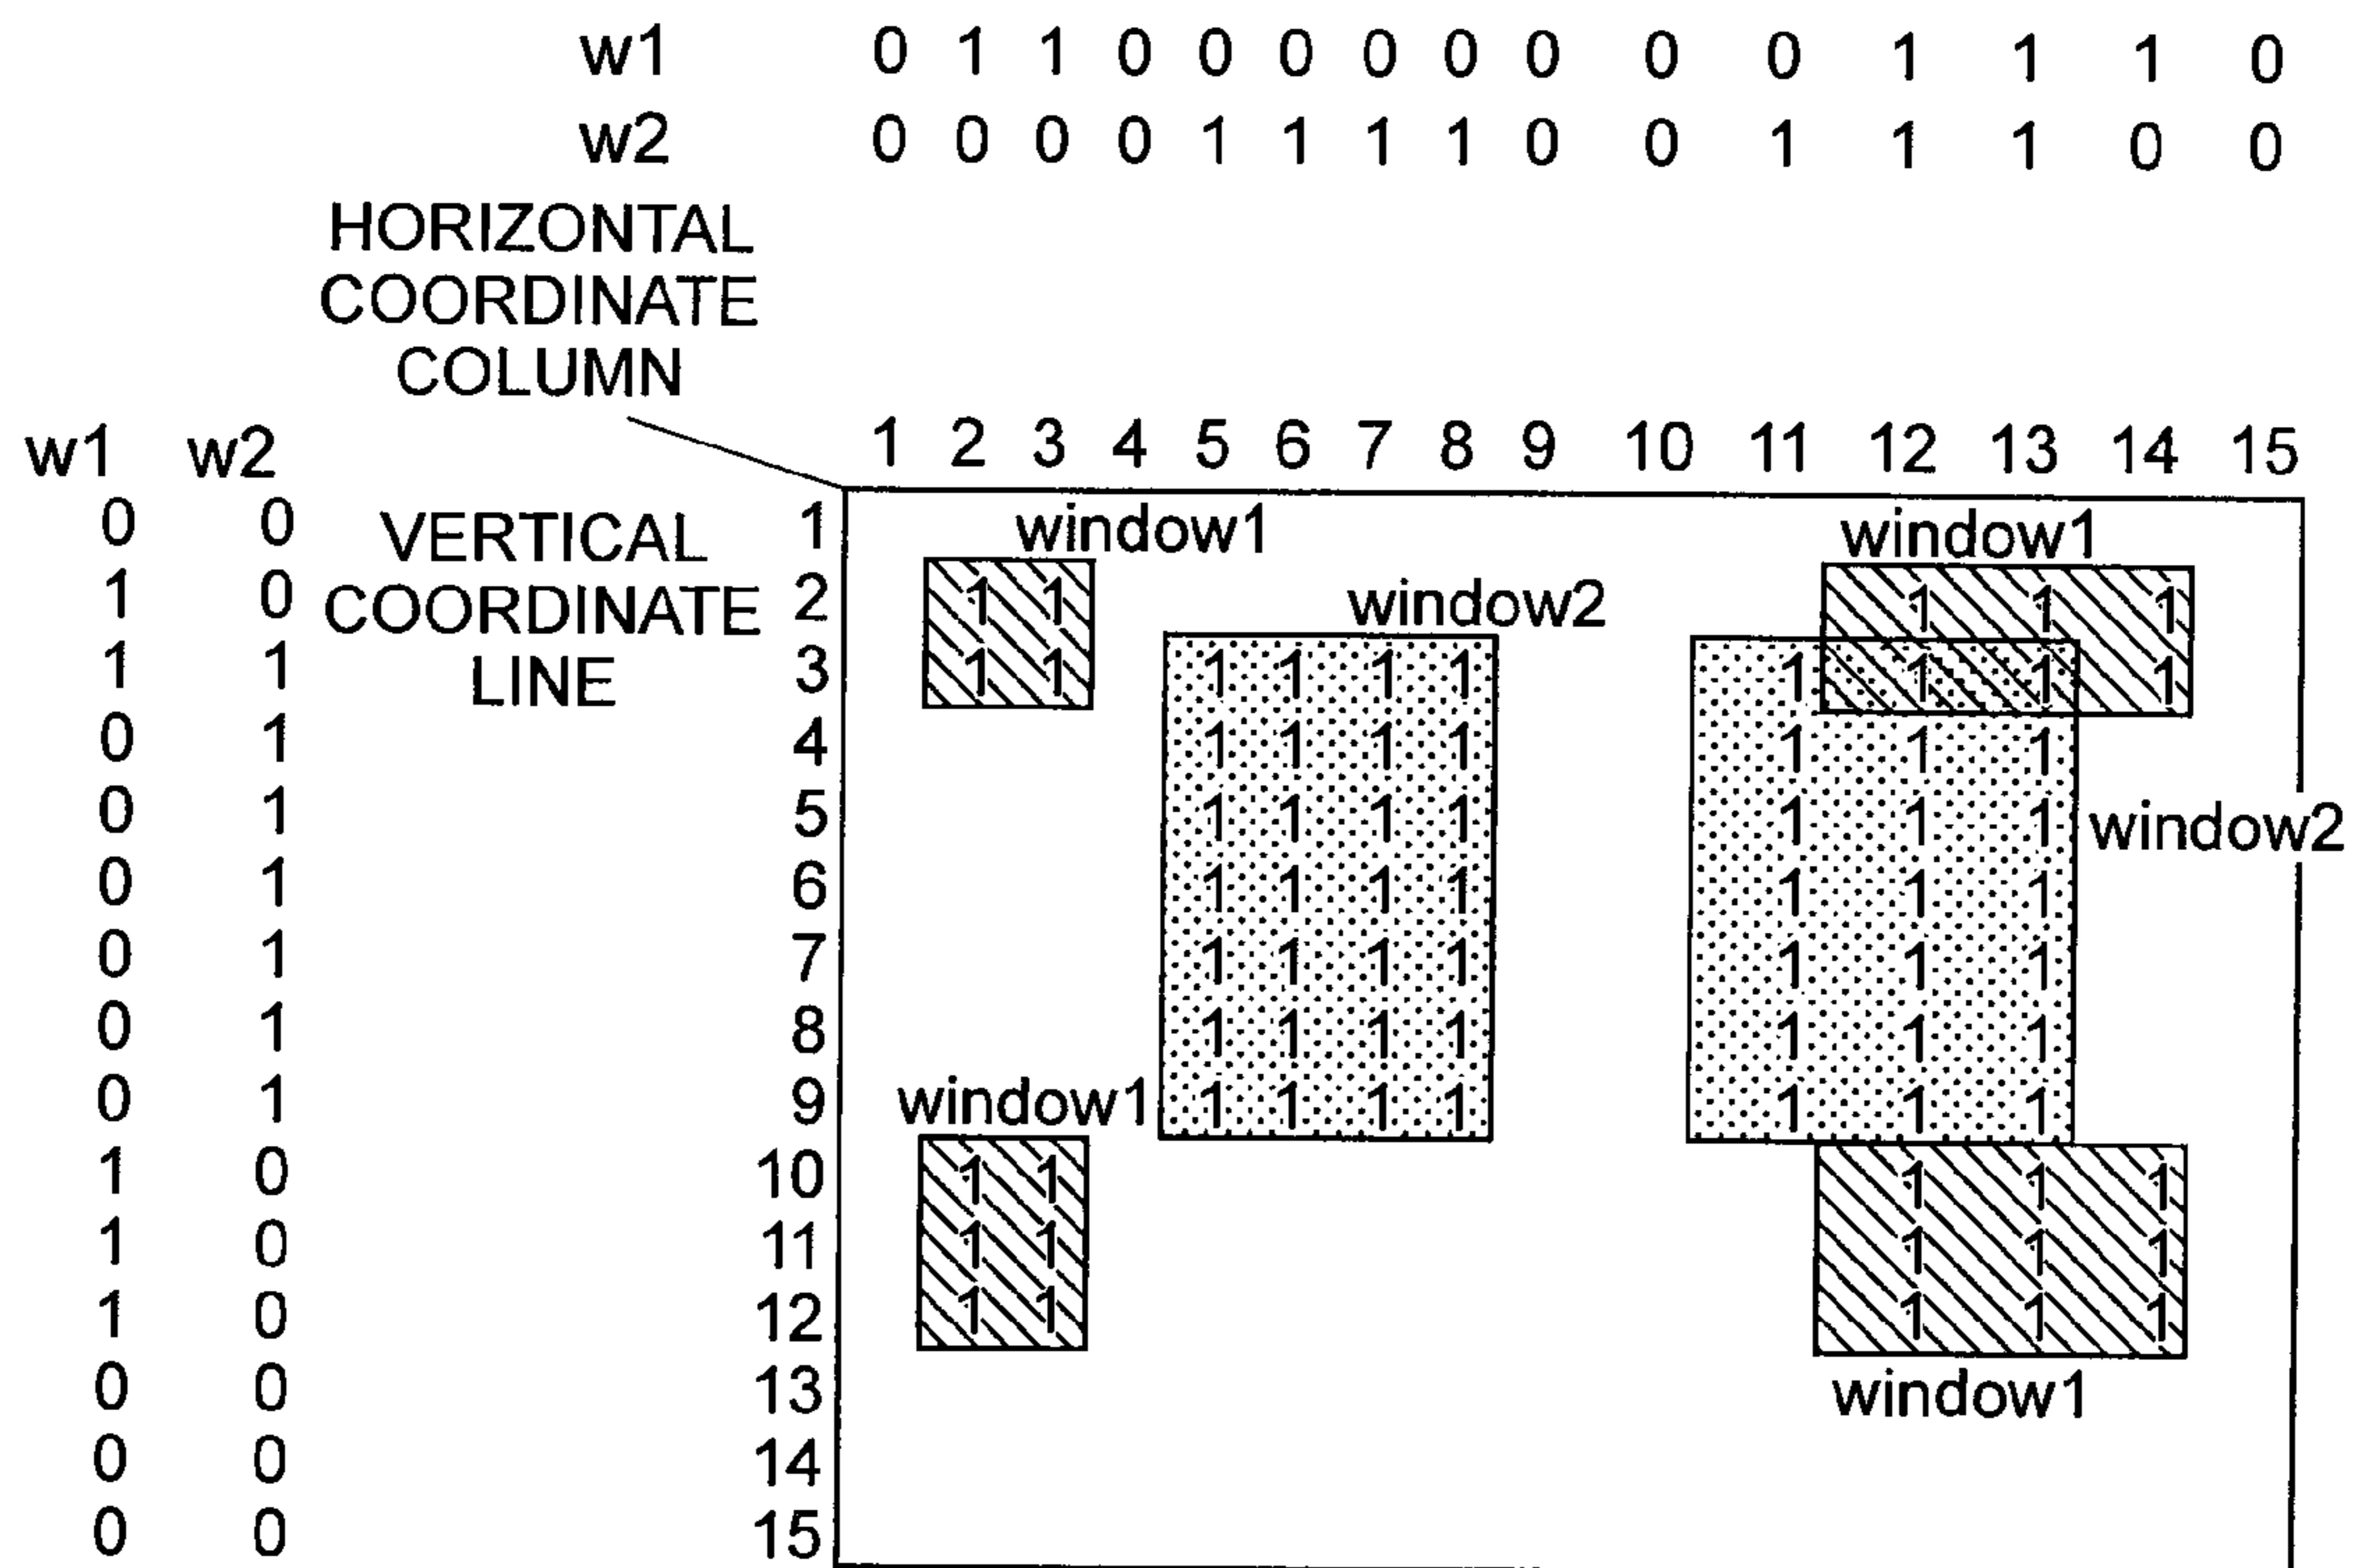 w1 0 1 1 0 0 0 0 0 0 0 0 1 1 1 0
w2 0 0 0 0 1 1 1 1 0 0 1 1 1 0 0
HORIZONTAL
COORDINATE
COLUMN
w1 w2 1 2 3 4 5 6 7 8 9 10 11 12 13 14 15
0 0 VERTICAL 1 window1 window1
1 0 COORDINATE 2 1 1 window2 1 1 1
1 1 LINE 3 1 1 1 1 1 1 1 1 1 1
0 1 4 1 1 1 1 1 1 1
0 1 5 1 1 1 1 1 1 1 window2
0 1 6 1 1 1 1 1 1 1
0 1 7 1 1 1 1 1 1 1
0 1 8 1 1 1 1 1 1 1
0 1 9 window1 1 1 1 1 1 1 1
1 0 10 1 1 1 1 1
1 0 11 1 1 1 1 1
1 0 12 1 1 1 1 1
0 0 13 window1
0 0 14
0 0 15